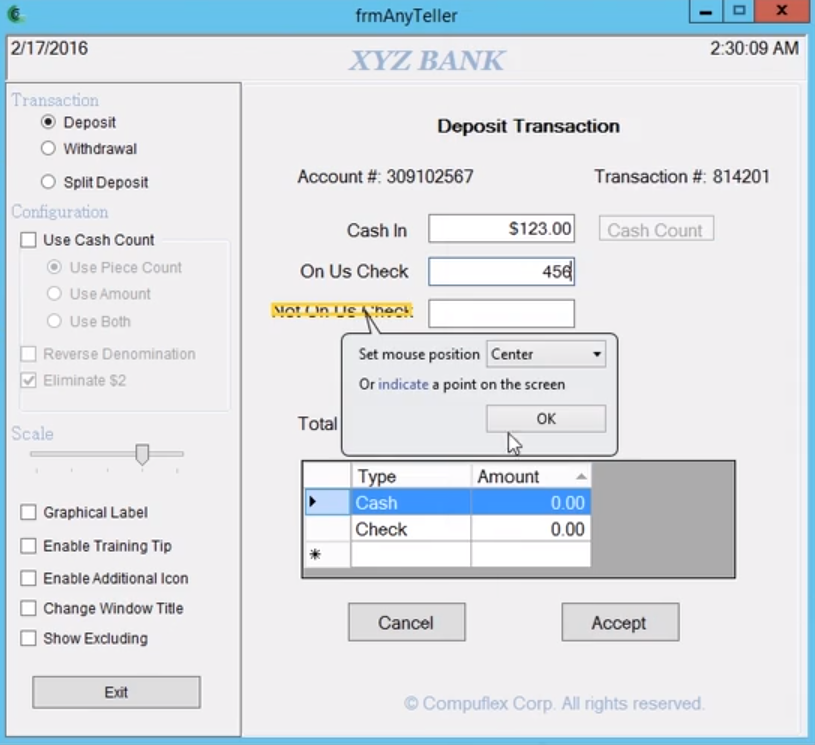 frmAnyTeller
2/17/2016
XYZ BANK
2:30:09 AM
Transaction
Deposit
Withdrawal
Split Deposit
Configuration
Use Cash Count
Use Piece Count
Use Amount
Use Both
Reverse Denomination
Eliminate $2
Scale
Graphical Label
Enable Training Tip
Enable Additional Icon
Change Window Title
Show Excluding
Exit
Deposit Transaction
Account #: 309102567 Transaction #: 814201
Cash In $123.00 Cash Count
On Us Check 456
Not On Us Check
Set mouse position Center
Or indicate a point on the screen
OK
Total
Type Amount
Cash 0.00
Check 0.00
Cancel Accept
© Compuflex Corp. All rights reserved.